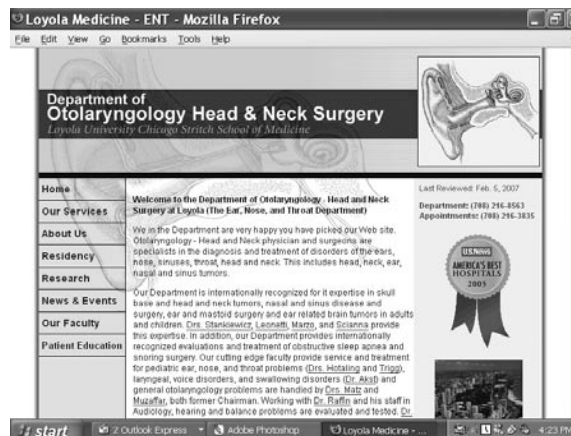 Loyola Medicine - ENT - Mozilla Firefox
File Edit View Go Bookmarks Tools Help
Department of
Otolaryngology Head & Neck Surgery
Loyola University Chicago Stritch School of Medicine
Home
Our Services
About Us
Residency
Research
News & Events
Our Faculty
Patient Education
Welcome to the Department of Otolaryngology - Head and Neck
Surgery at Loyola (The Ear, Nose, and Throat Department)
We in the Department are very happy you have picked our Web site.
Otolaryngology - Head and Neck physician and surgeons are
specialists in the diagnosis and treatment of disorders of the ears,
nose, sinuses, throat, head and neck. This includes head, neck, ear,
nasal and sinus tumors.
Our Department is internationally recognized for it expertise in skull
base and head and neck tumors, nasal and sinus disease and
surgery, ear and mastoid surgery and ear related brain tumors in adults
and children. Drs. Stankiewicz, Leonetti, Marzo, and Scianna provide
this expertise. In addition, our Department provides internationally
recognized evaluations and treatment of obstructive sleep apnea and
snoring surgery. Our cutting edge faculty provide service and treatment
for pediatric ear, nose, and throat problems (Drs. Hotaling and Trigg),
laryngeal, voice disorders, and swallowing disorders (Dr. Akst) and
general otolaryngology problems are handled by Drs. Matz and
Muzaffar, both former Chairman. Working with Dr. Raffin and his staff in
Audiology, hearing and balance problems are evaluated and tested. Dr.
Last Reviewed: Feb. 5, 2007
Department: (708) 216-8563
Appointments: (708) 216-3835
U.S.News
AMERICA'S BEST
HOSPITALS
2005
start
2 Outlook Express
Adobe Photoshop
Loyola Medicine - ...
4:23 PM